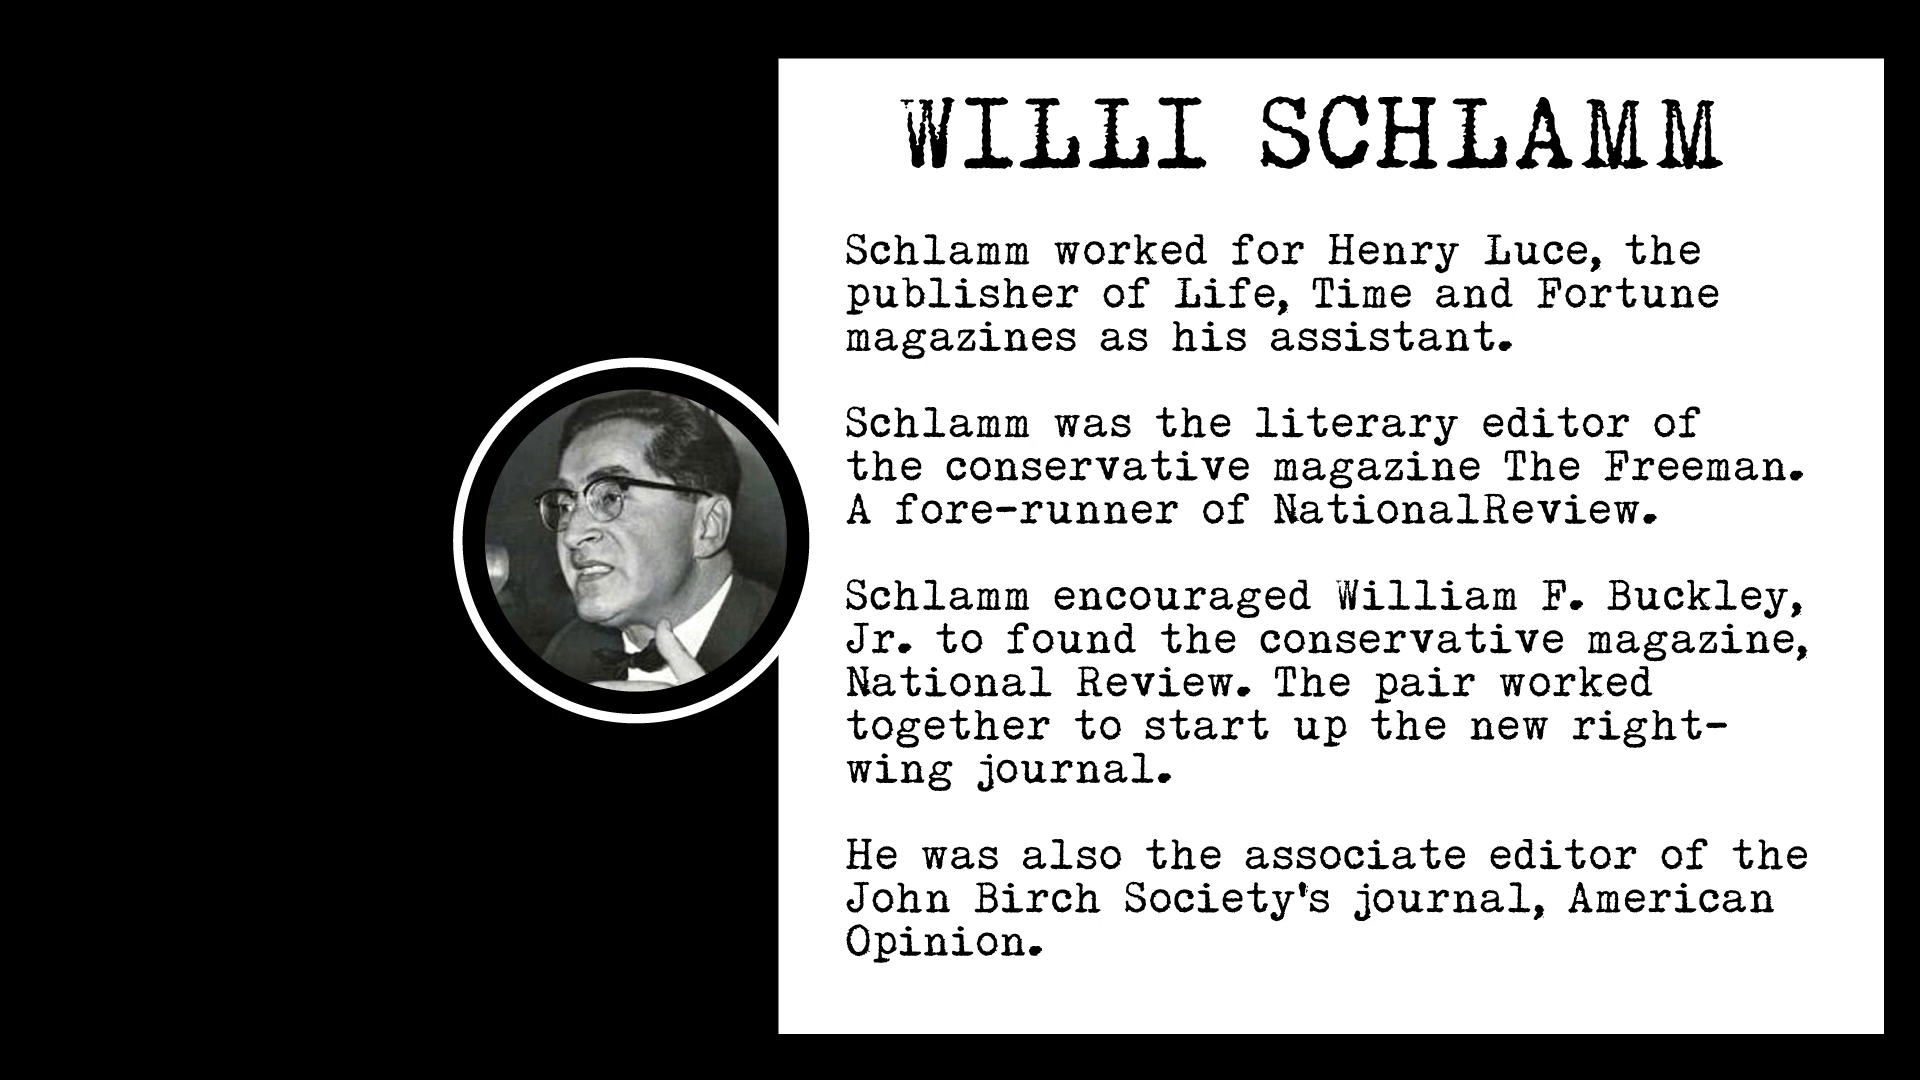 WILLI SCHLAMM
Schlamm worked for Henry Luce, the
publisher of Life, Time and Fortune
magazines as his assistant.
Schlamm was the literary editor of
the conservative magazine The Freeman.
A fore-runner of NationalReview.
Schlamm encouraged William F. Buckley,
Jr. to found the conservative magazine,
National Review. The pair worked
together to start up the new right-
wing journal.
He was also the associate editor of the
John Birch Society's journal, American
Opinion.